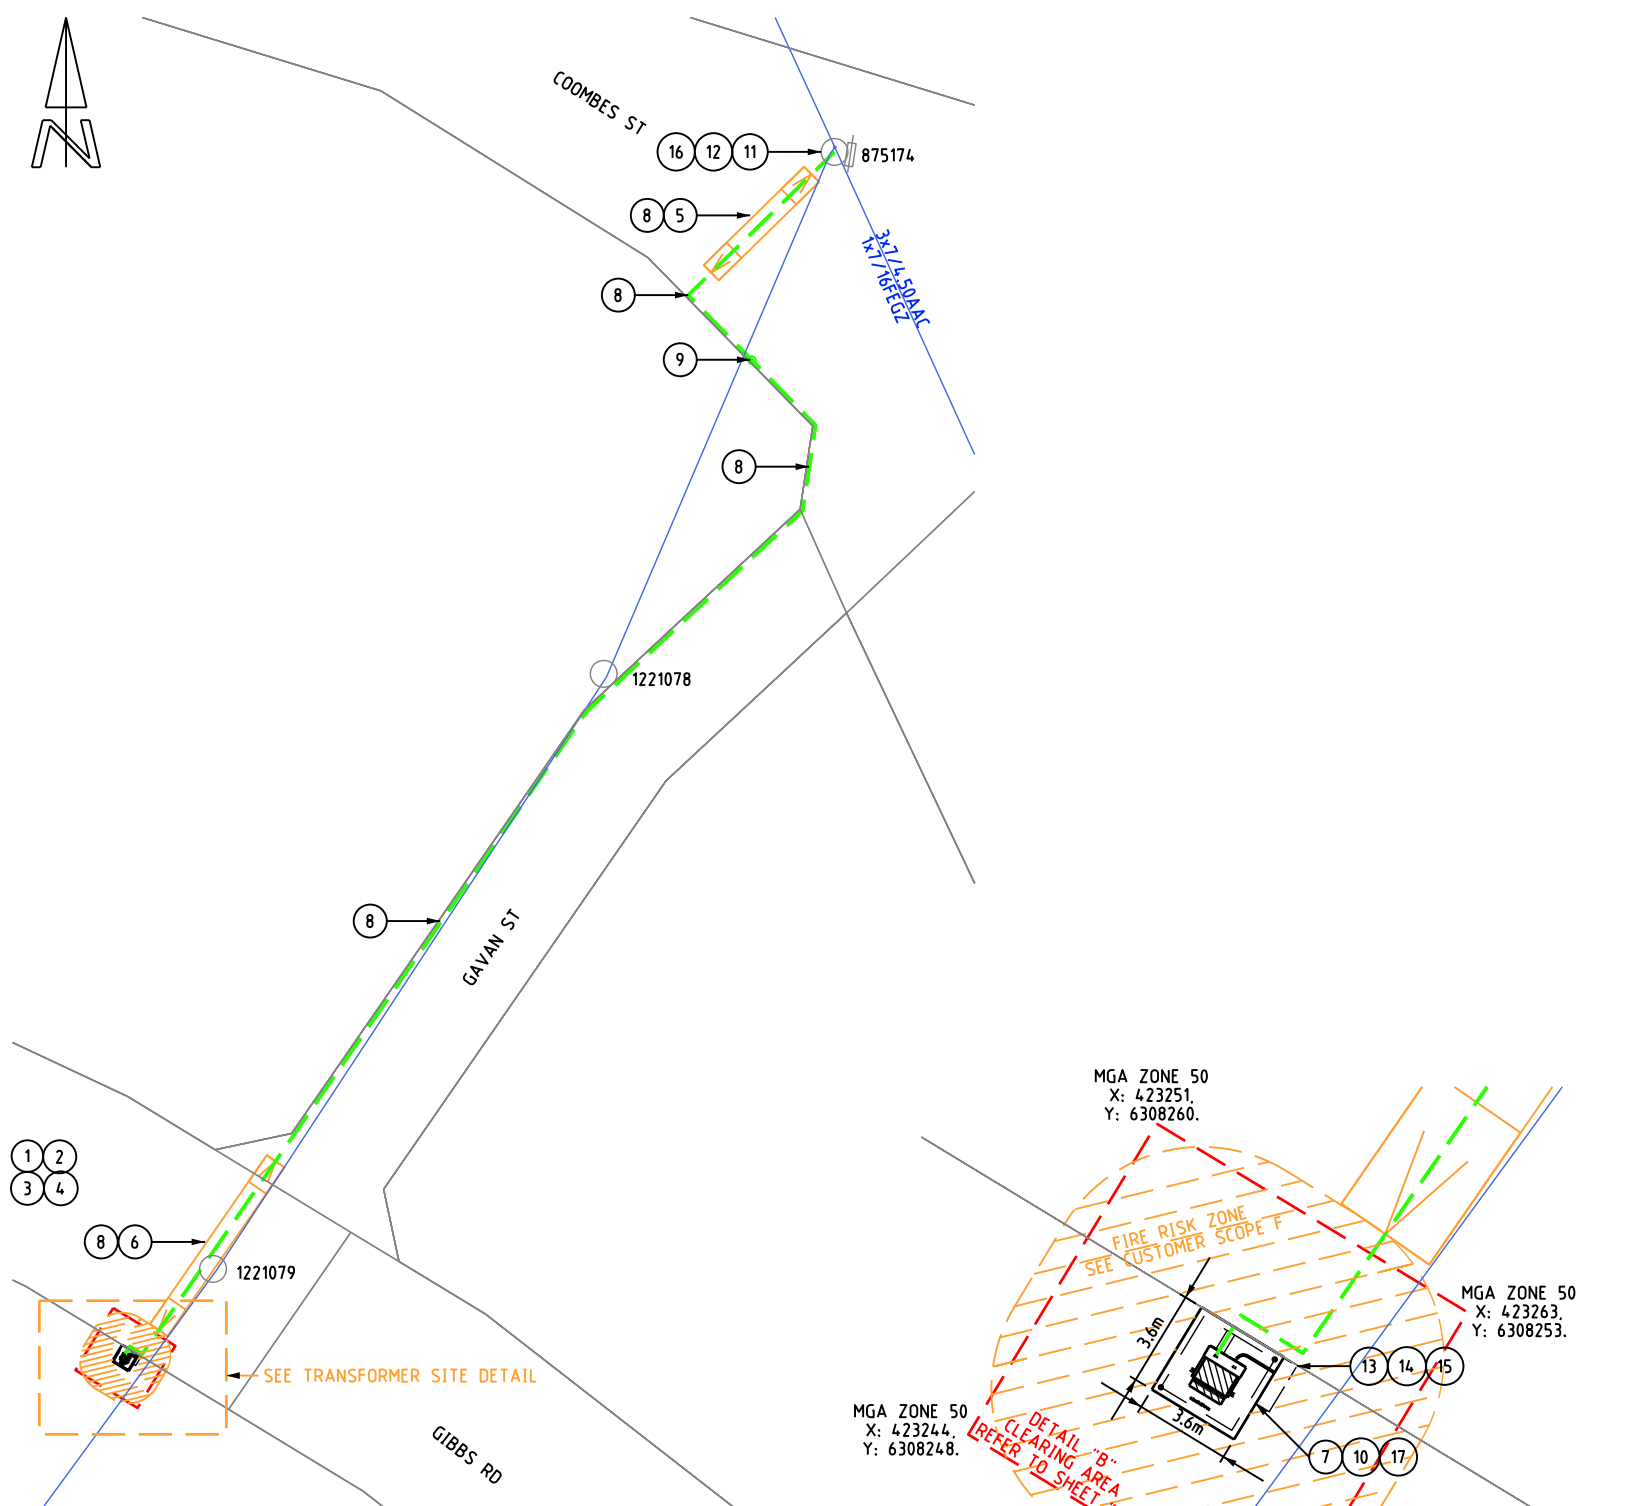 N
COOMBES ST
16 12 11
875174
8 5
3x7/4.50AAC
1x7/16FEGZ
8
9
8
1221078
8
GAVAN ST
MGA ZONE 50
X: 423251,
Y: 6308260.
1 2
3 4
8 6
1221079
FIRE RISK ZONE
SEE CUSTOMER SCOPE F
MGA ZONE 50
X: 423263,
Y: 6308253.
3.6m
13 14 15
SEE TRANSFORMER SITE DETAIL
MGA ZONE 50
X: 423244,
Y: 6308248.
3.6m
DETAIL "B"
CLEARING AREA
REFER TO SHEET
7 10 17
GIBBS RD